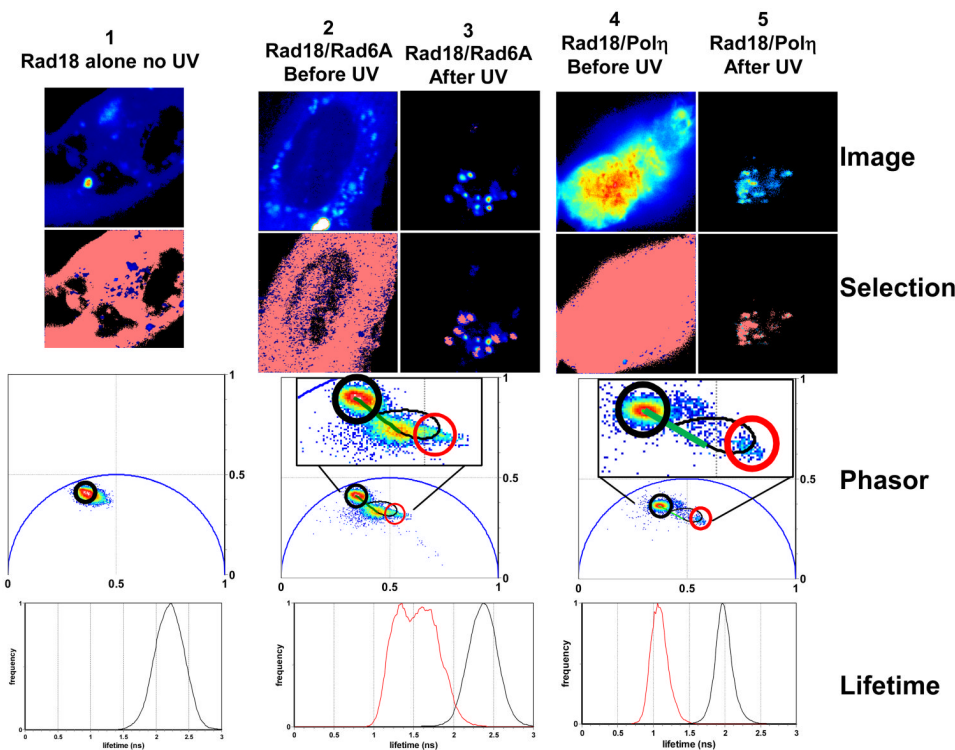 1
Rad18 alone no UV
2
Rad18/Rad6A
Before UV
3
Rad18/Rad6A
After UV
4
Rad18/Polη
Before UV
5
Rad18/Polη
After UV
Image
Selection
1
0.5
0
0
0.5
1
1
0.5
0
0
0.5
1
1
0.5
0
0
0.5
1
Phasor
frequency
1
0
0
0.5
1
1.5
2
2.5
3
lifetime (ns)
frequency
1
0
0
0.5
1
1.5
2
2.5
3
lifetime (ns)
frequency
1
0
0
0.5
1
1.5
2
2.5
3
lifetime (ns)
Lifetime